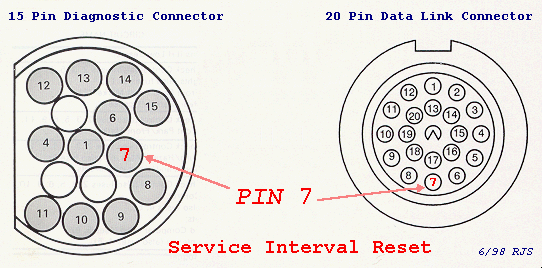 15 Pin Diagnostic Connector
20 Pin Data Link Connector
12 13 14
15
6
4 1 7
8
11 10 9
1
12 2
11 13 3
20 14
10 19 15 4
18 16
9 17 5
8 7 6
PIN 7
Service Interval Reset
6/98 RJS